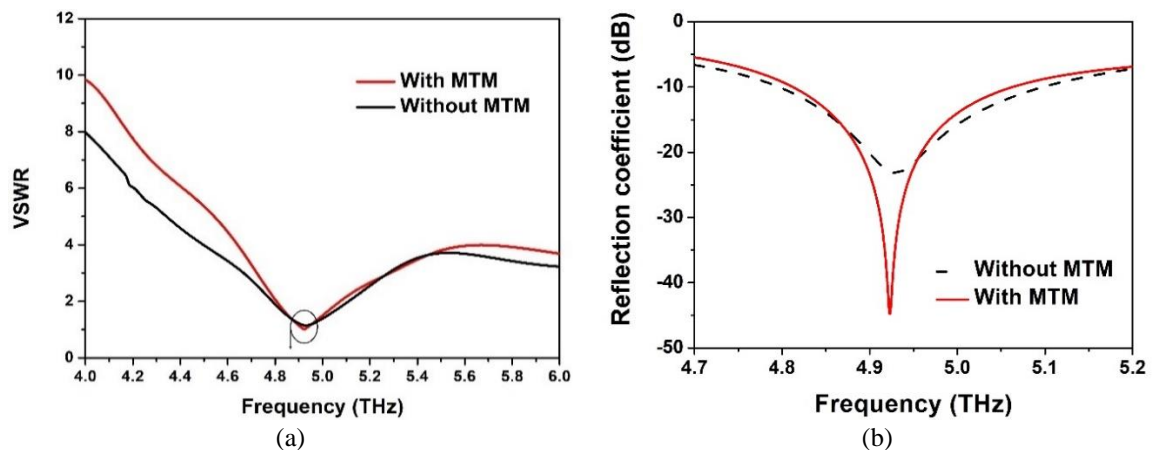 12
10
8
6
4
2
0
VSWR
With MTM
Without MTM
4.0 4.2 4.4 4.6 4.8 5.0 5.2 5.4 5.6 5.8 6.0
Frequency (THz)
(a)
0
-10
-20
-30
-40
-50
Reflection coefficient (dB)
Without MTM
With MTM
4.7 4.8 4.9 5.0 5.1 5.2
Frequency (THz)
(b)